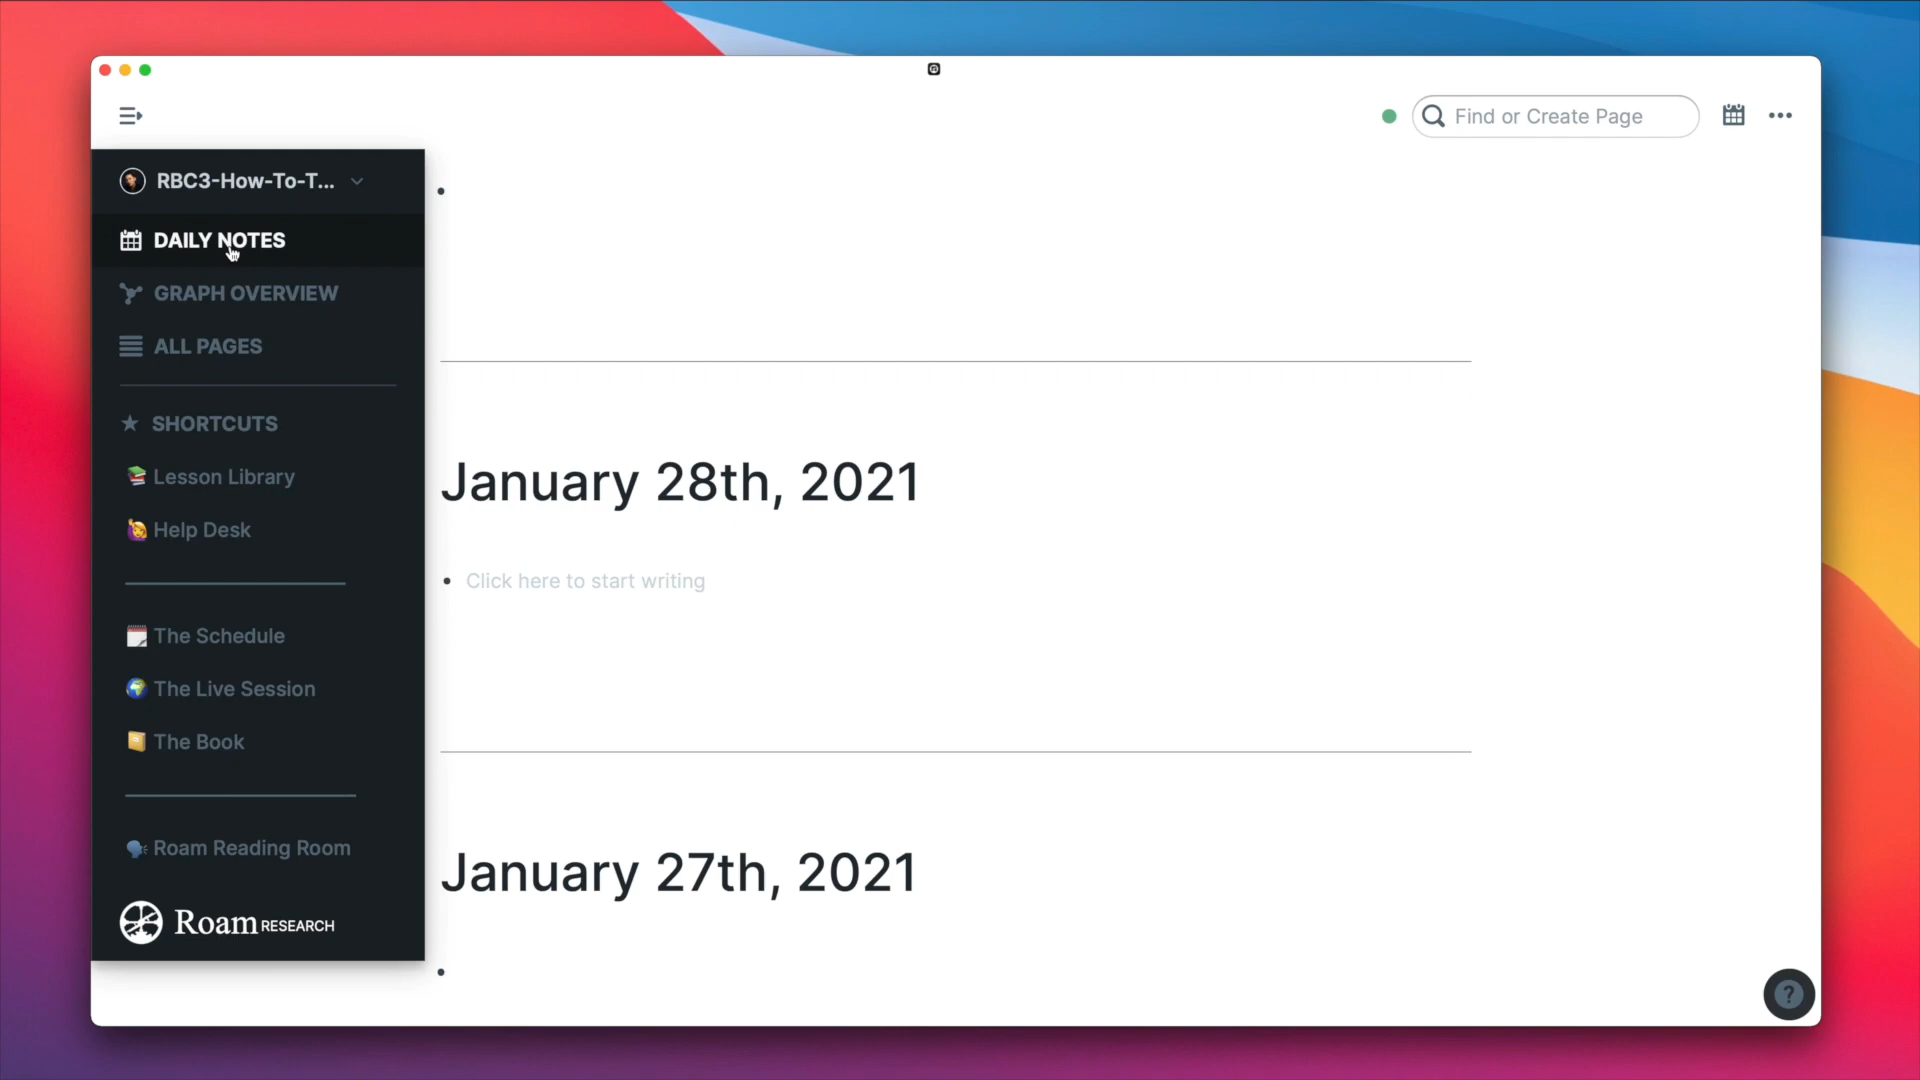 Find or Create Page
RBC3-How-To-T...
DAILY NOTES
GRAPH OVERVIEW
ALL PAGES
SHORTCUTS
Lesson Library
Help Desk
The Schedule
The Live Session
The Book
Roam Reading Room
Roam RESEARCH
January 28th, 2021
Click here to start writing
January 27th, 2021
?